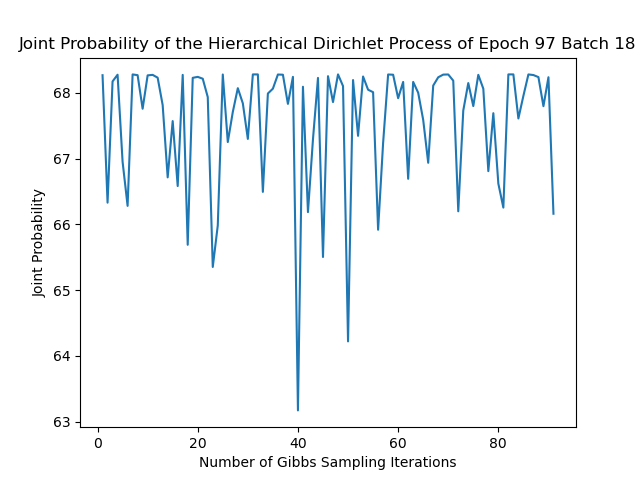 Joint Probability of the Hierarchical Dirichlet Process of Epoch 97 Batch 18
68
67
66
65
64
63
Joint Probability
0 20 40 60 80
Number of Gibbs Sampling Iterations